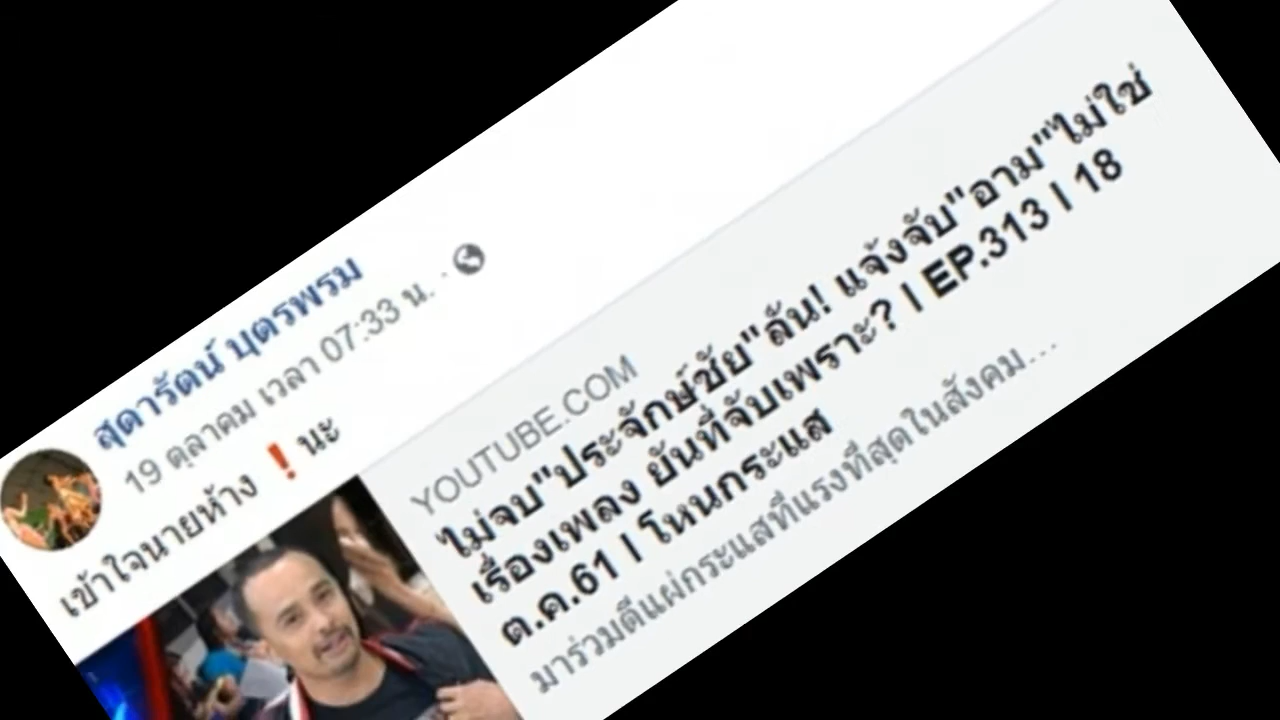 สุดารัตน์ บุตรพรม
19 ตุลาคม เวลา 07:33 น. ·
เข้าใจนายห้าง❗นะ
YOUTUBE.COM
ไม่จบ"ประจักษ์ชัย"ลั่น! แจ้งจับ"อาม"ไม่ใช่
เรื่องเพลง ยันที่จับเพราะ? l EP.313 l 18
ต.ค.61 l โหนกระแส
มาร่วมตีแผ่กระแสที่แรงที่สุดในสังคม...